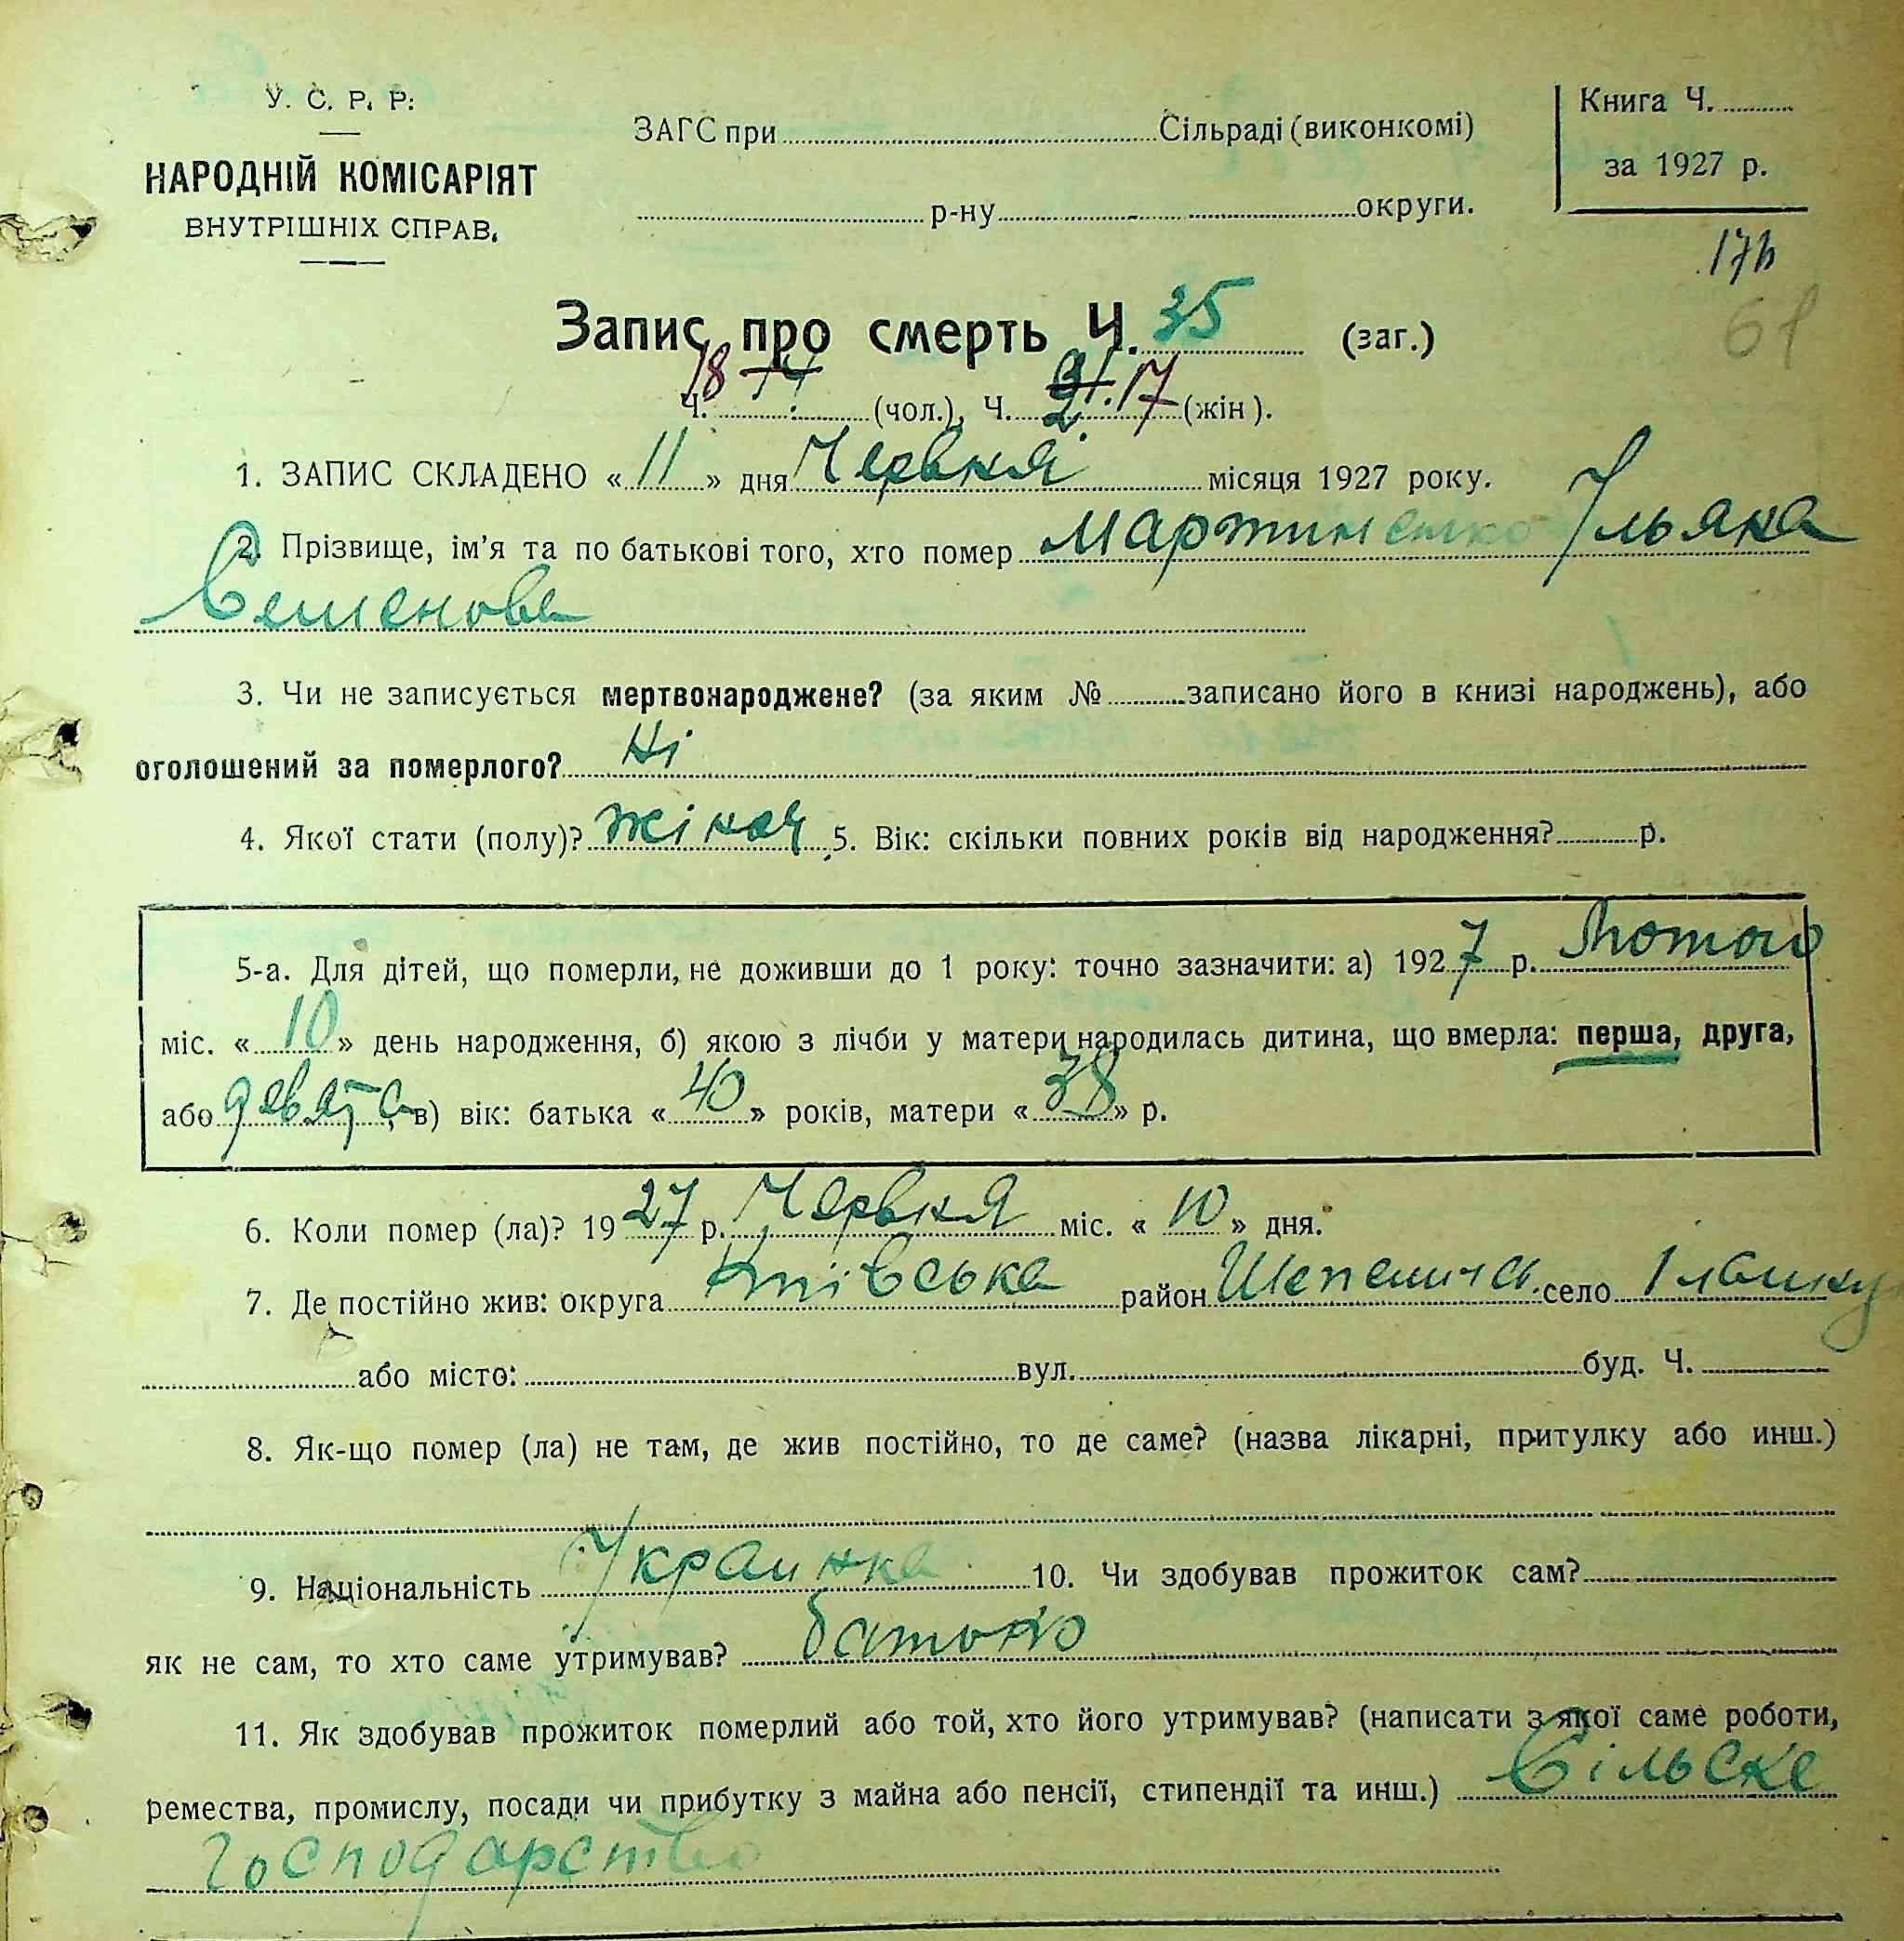 У. С. Р. Р.
НАРОДНІЙ КОМІСАРІЯТ
ВНУТРІШНІХ СПРАВ.
ЗАГС при Сільраді (виконкомі)
р-ну округи.
Книга Ч.
за 1927 р.
61
Запис про смерть Ч. 35 (заг.)
18 14
Ч. (чол.), Ч. 17 (жін).
1. ЗАПИС СКЛАДЕНО « 11 » дня Червня місяця 1927 року.
2. Прізвище, ім'я та по батькові того, хто помер Мартиненко Ульяна
Семенова
3. Чи не записується мертвонароджене? (за яким № записано його в книзі народжень), або
оголошений за померлого? Ні
4. Якої стати (полу)? жіноч 5. Вік: скільки повних років від народження? р.
5-а. Для дітей, що померли, не доживши до 1 року: точно зазначити: а) 1927 р. Лютого
міс. « 10 » день народження, б) якою з лічби у матери народилась дитина, що вмерла: перша, друга,
або девята, в) вік: батька « 40 » років, матери « 38 » р.
6. Коли помер (ла)? 1927 р. Червня міс. « 10 » дня.
7. Де постійно жив: округа Київська район село
або місто: вул. буд. Ч.
8. Як-що помер (ла) не там, де жив постійно, то де саме? (назва лікарні, притулку або инш.)
9. Національність Украинка 10. Чи здобував прожиток сам?
як не сам, то хто саме утримував? батько
11. Як здобував прожиток померлий або той, хто його утримував? (написати з якої саме роботи,
ремества, промислу, посади чи прибутку з майна або пенсії, стипендії та инш.) Сільске
господарство